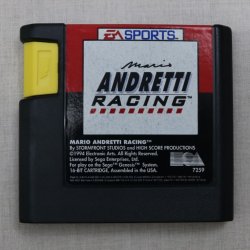 EA SPORTS™
Mario
ANDRETTI
RACING™
MARIO ANDRETTI RACING™
By STORMFRONT STUDIOS and HIGH SCORE PRODUCTIONS
©1994 Electronic Arts. All Rights Reserved.
Licensed by Sega Enterprises, Ltd.
For play on the Sega™ Genesis™ System.
16-BIT CARTRIDGE. Assembled in the USA.
7259